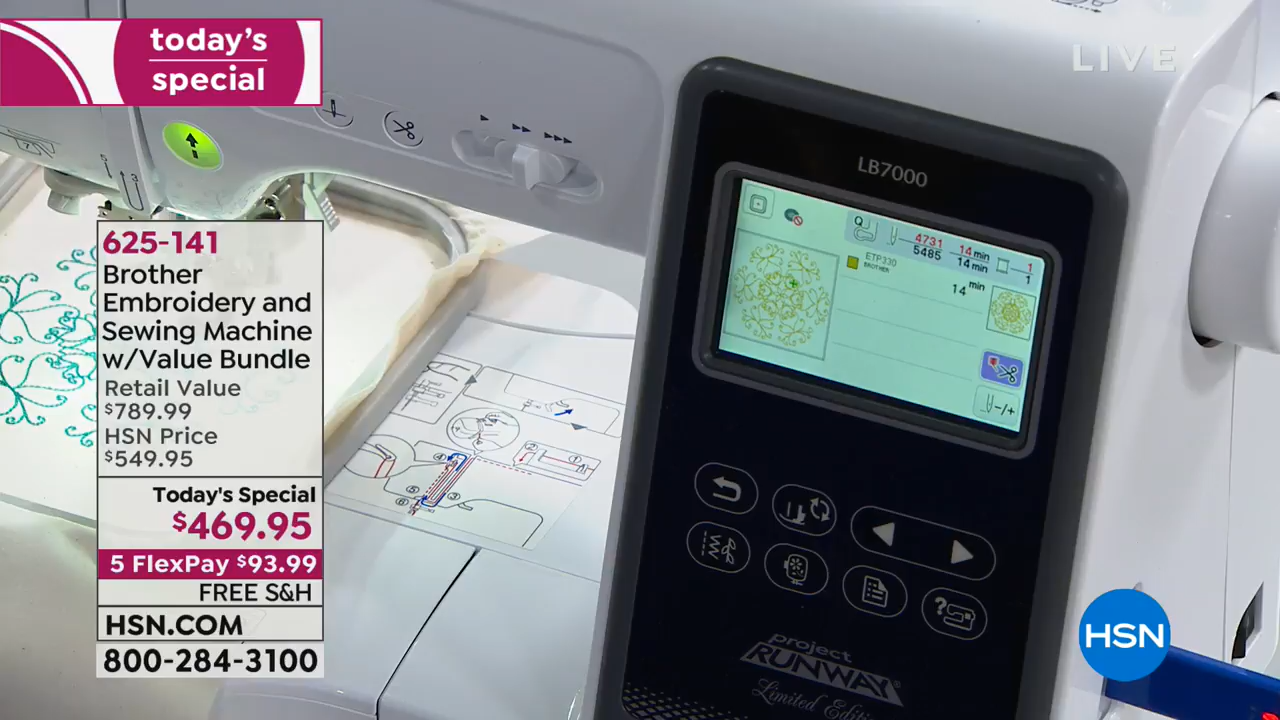 today's
special
LIVE
625-141
Brother
Embroidery and
Sewing Machine
w/Value Bundle
Retail Value
$789.99
HSN Price
$549.95
Today's Special
$469.95
5 FlexPay $93.99
FREE S&H
HSN.COM
800-284-3100
LB7000
4731 14 min 1
5485 14 min 1
ETP330
BROTHER
14 min
-/+
project
RUNWAY
Limited Editi
HSN